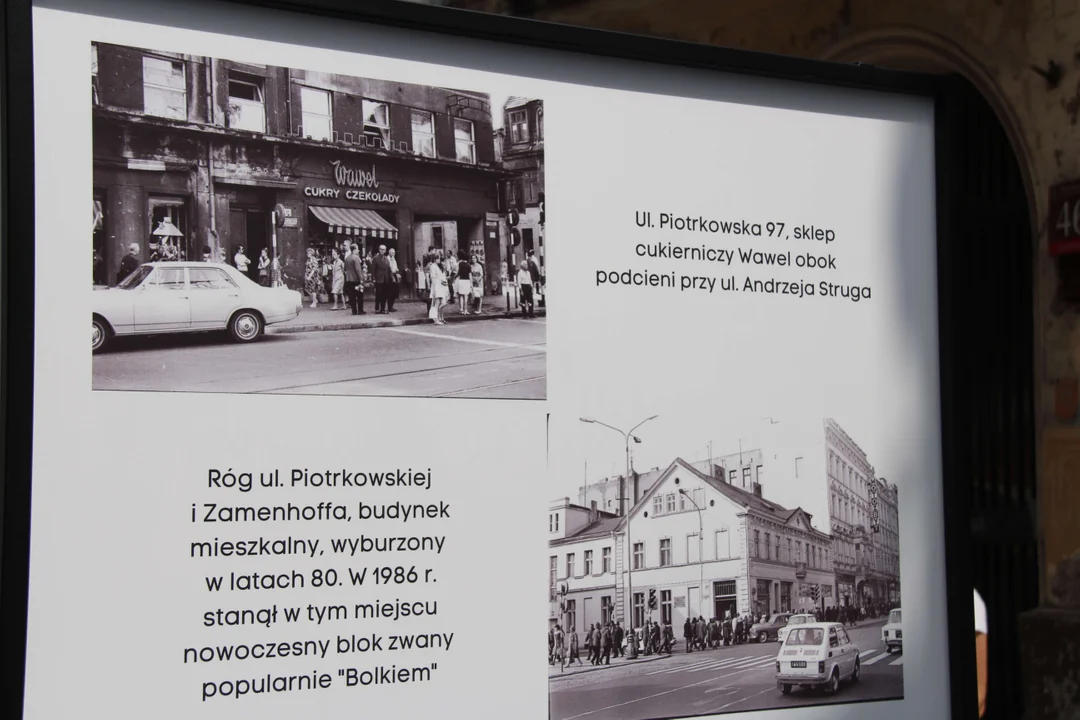 Wawel
CUKRY CZEKOLADY
Ul. Piotrkowska 97, sklep
cukierniczy Wawel obok
podcieni przy ul. Andrzeja Struga
Róg ul. Piotrkowskiej
i Zamenhoffa, budynek
mieszkalny, wyburzony
w latach 80. W 1986 r.
stanął w tym miejscu
nowoczesny blok zwany
popularnie "Bolkiem"